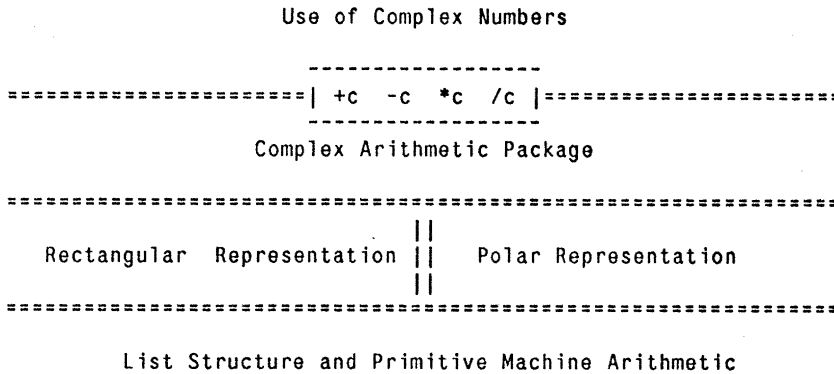 Use of Complex Numbers
------------------
=======================| +c -c *c /c |=======================
------------------
Complex Arithmetic Package
================================================================
||
Rectangular Representation || Polar Representation
||
================================================================
List Structure and Primitive Machine Arithmetic